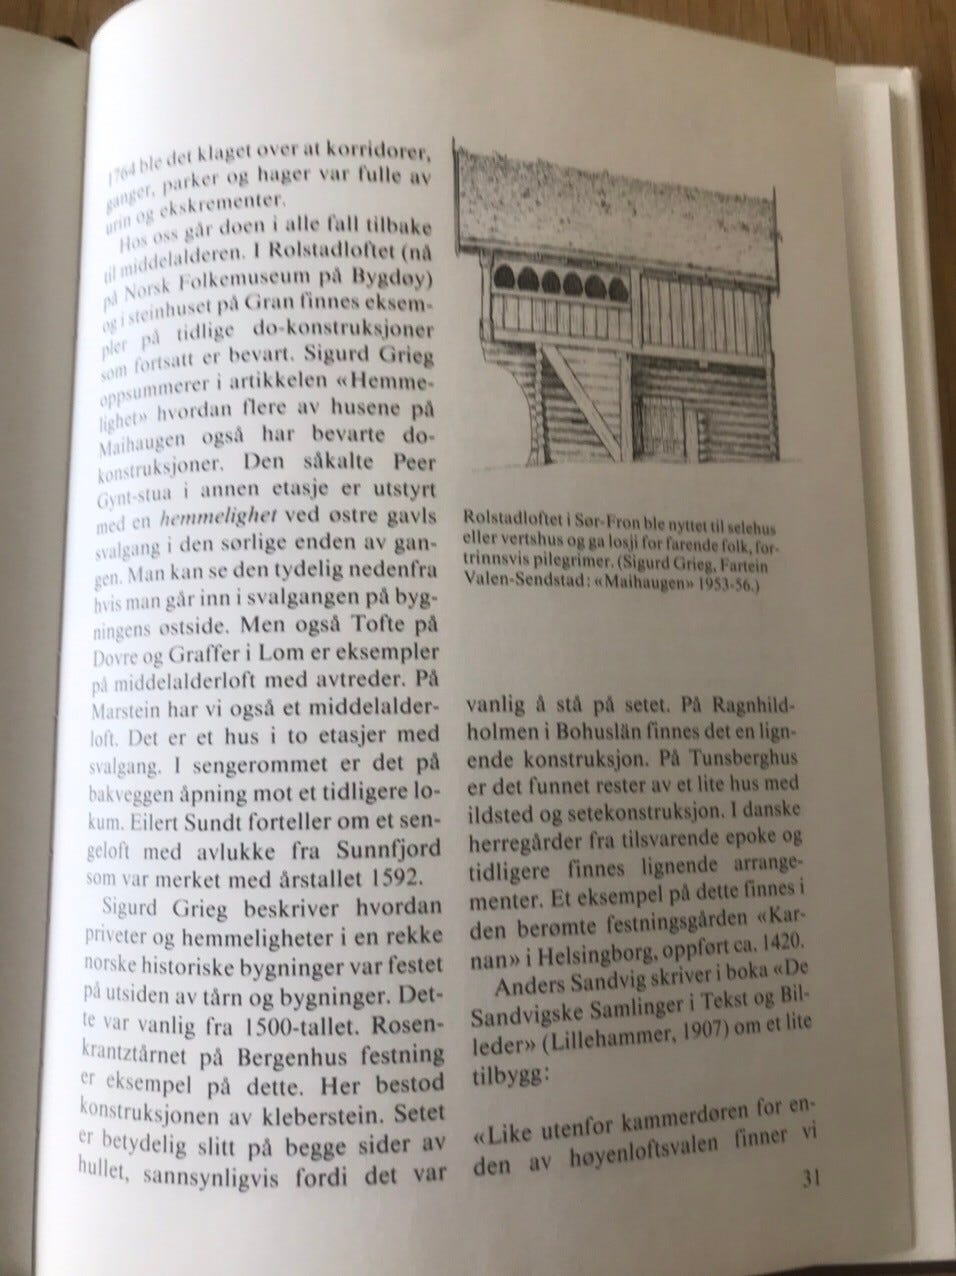 1764 ble det klaget over at korridorer,
ganger, parker og hager var fulle av
urin og ekskrementer.
Hos oss går doen i alle fall tilbake
til middelalderen. I Rolstadloftet (nå
på Norsk Folkemuseum på Bygdøy)
og i steinhuset på Gran finnes eksem-
pler på tidlige do-konstruksjoner
som fortsatt er bevart. Sigurd Grieg
oppsummerer i artikkelen «Hemme-
lighet» hvordan flere av husene på
Maihaugen også har bevarte do-
konstruksjoner. Den såkalte Peer
Gynt-stua i annen etasje er utstyrt
med en hemmelighet ved østre gavls
svalgang i den sørlige enden av gan-
gen. Man kan se den tydelig nedenfra
hvis man går inn i svalgangen på byg-
ningens østside. Men også Tofte på
Dovre og Graffer i Lom er eksempler
på middelalderloft med avtreder. På
Marstein har vi også et middelalder-
loft. Det er et hus i to etasjer med
svalgang. I sengerommet er det på
bakveggen åpning mot et tidligere lo-
kum. Eilert Sundt forteller om et sen-
geloft med avlukke fra Sunnfjord
som var merket med årstallet 1592.
Sigurd Grieg beskriver hvordan
priveter og hemmeligheter i en rekke
norske historiske bygninger var festet
på utsiden av tårn og bygninger. Det-
te var vanlig fra 1500-tallet. Rosen-
krantztårnet på Bergenhus festning
er eksempel på dette. Her bestod
konstruksjonen av kleberstein. Setet
er betydelig slitt på begge sider av
hullet, sannsynligvis fordi det var
Rolstadloftet i Sør-Fron ble nyttet til selehus
eller vertshus og ga losji for farende folk, for-
trinnsvis pilegrimer. (Sigurd Grieg, Fartein
Valen-Sendstad: «Maihaugen» 1953-56.)
vanlig å stå på setet. På Ragnhild-
holmen i Bohuslän finnes det en lign-
ende konstruksjon. På Tunsberghus
er det funnet rester av et lite hus med
ildsted og setekonstruksjon. I danske
herregårder fra tilsvarende epoke og
tidligere finnes lignende arrange-
menter. Et eksempel på dette finnes i
den berømte festningsgården «Kar-
nan» i Helsingborg, oppført ca. 1420.
Anders Sandvig skriver i boka «De
Sandvigske Samlinger i Tekst og Bil-
leder» (Lillehammer, 1907) om et lite
tilbygg:
«Like utenfor kammerdøren for en-
den av høyenloftsvalen finner vi
31